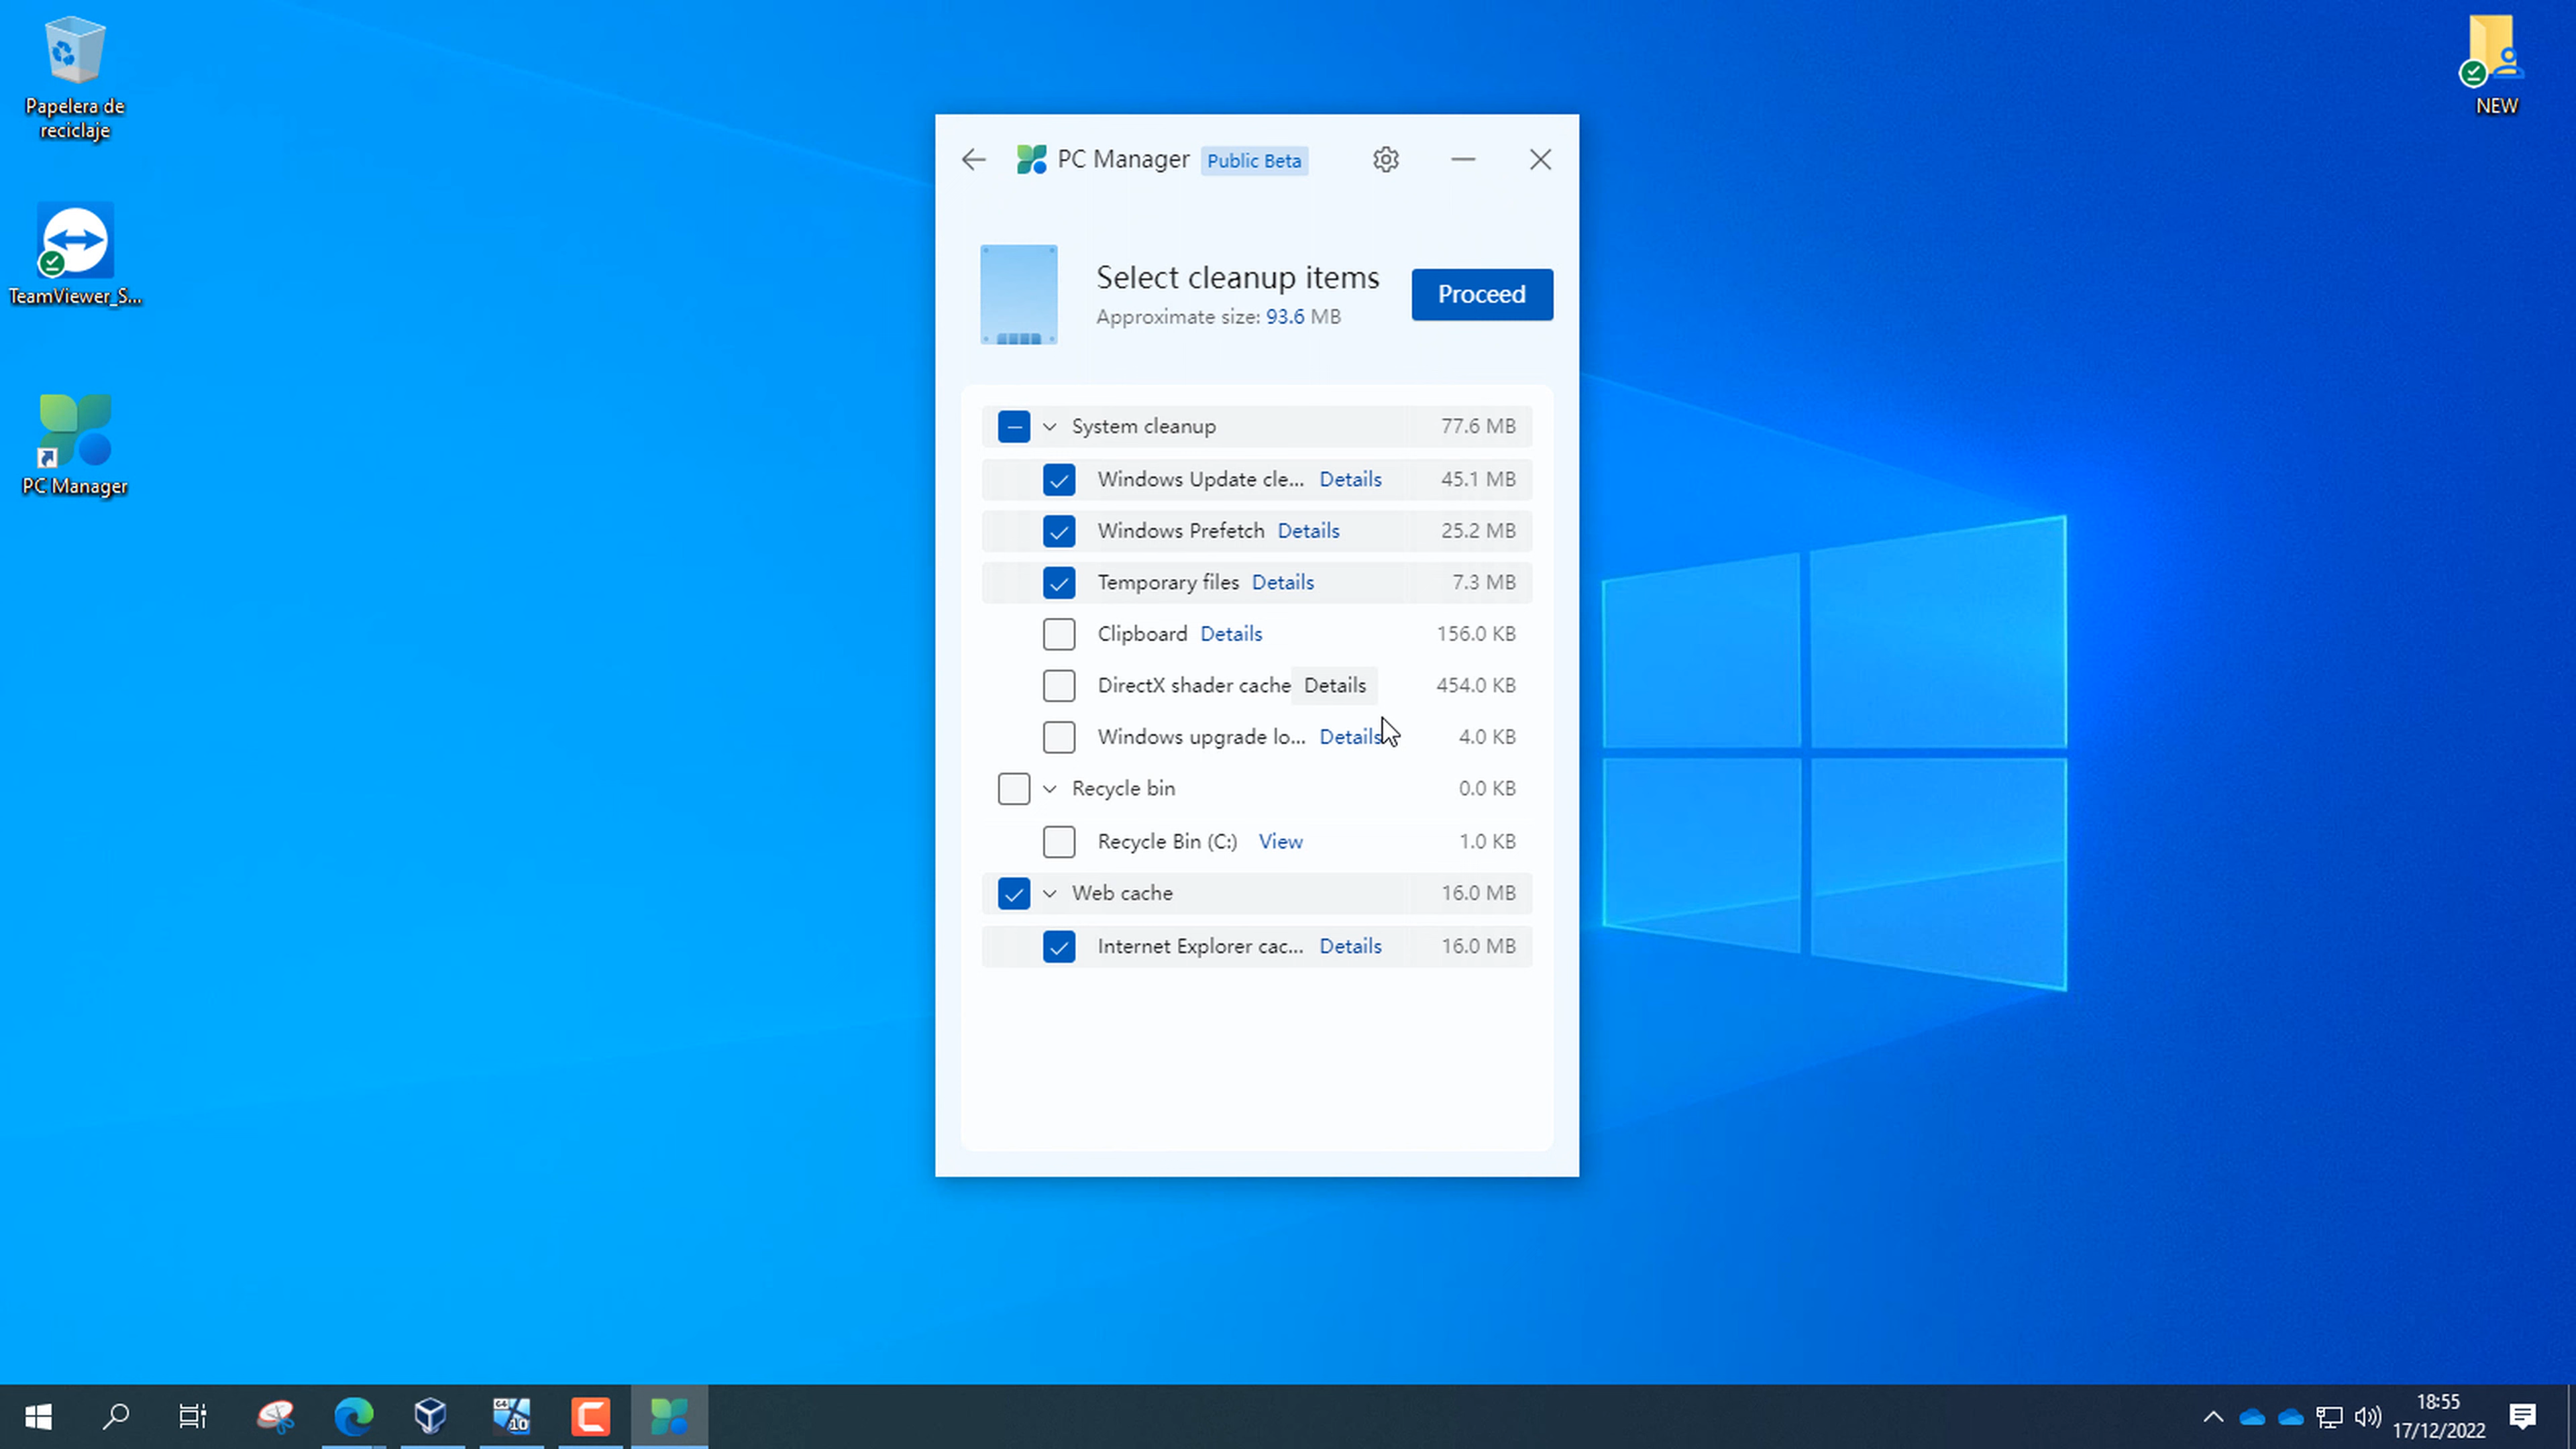 Papelera de
reciclaje
TeamViewer_S...
PC Manager
NEW
PC Manager Public Beta
Select cleanup items
Approximate size: 93.6 MB
Proceed
System cleanup 77.6 MB
Windows Update cle... Details 45.1 MB
Windows Prefetch Details 25.2 MB
Temporary files Details 7.3 MB
Clipboard Details 156.0 KB
DirectX shader cache Details 454.0 KB
Windows upgrade lo... Details 4.0 KB
Recycle bin 0.0 KB
Recycle Bin (C:) View 1.0 KB
Web cache 16.0 MB
Internet Explorer cac... Details 16.0 MB
64
10
18:55
17/12/2022